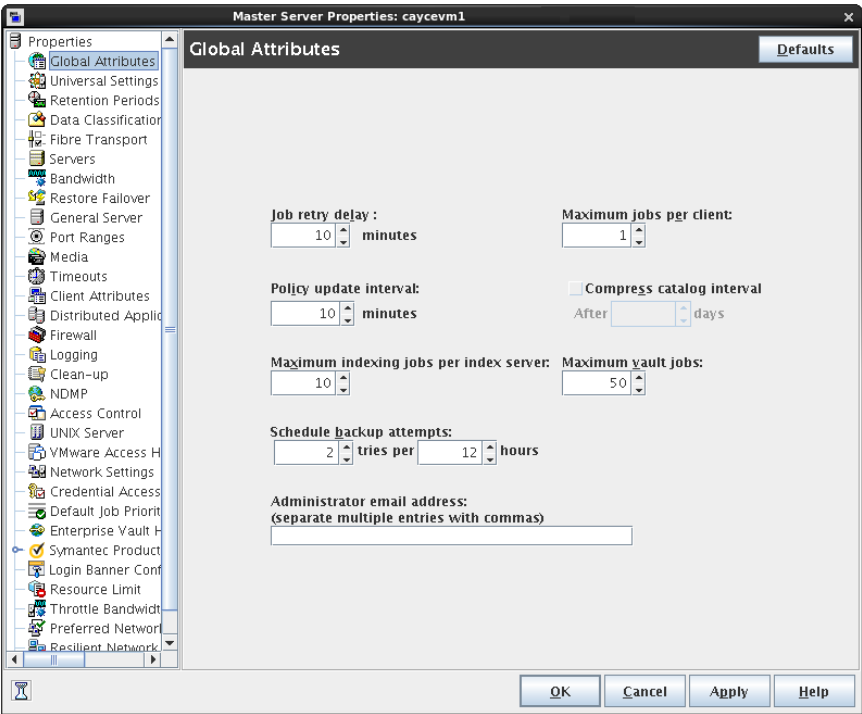 Master Server Properties: caycevm1
Properties
Global Attributes
Universal Settings
Retention Periods
Data Classification
Fibre Transport
Servers
Bandwidth
Restore Failover
General Server
Port Ranges
Media
Timeouts
Client Attributes
Distributed Applic
Firewall
Logging
Clean-up
NDMP
Access Control
UNIX Server
VMware Access H
Network Settings
Credential Access
Default Job Priorit
Enterprise Vault H
Symantec Product
Login Banner Conf
Resource Limit
Throttle Bandwidt
Preferred Networ
Resilient Network
Global Attributes
Defaults
Job retry delay :
10 minutes
Maximum jobs per client:
1
Policy update interval:
10 minutes
Compress catalog interval
After days
Maximum indexing jobs per index server:
10
Maximum vault jobs:
50
Schedule backup attempts:
2 tries per 12 hours
Administrator email address:
(separate multiple entries with commas)
OK
Cancel
Apply
Help